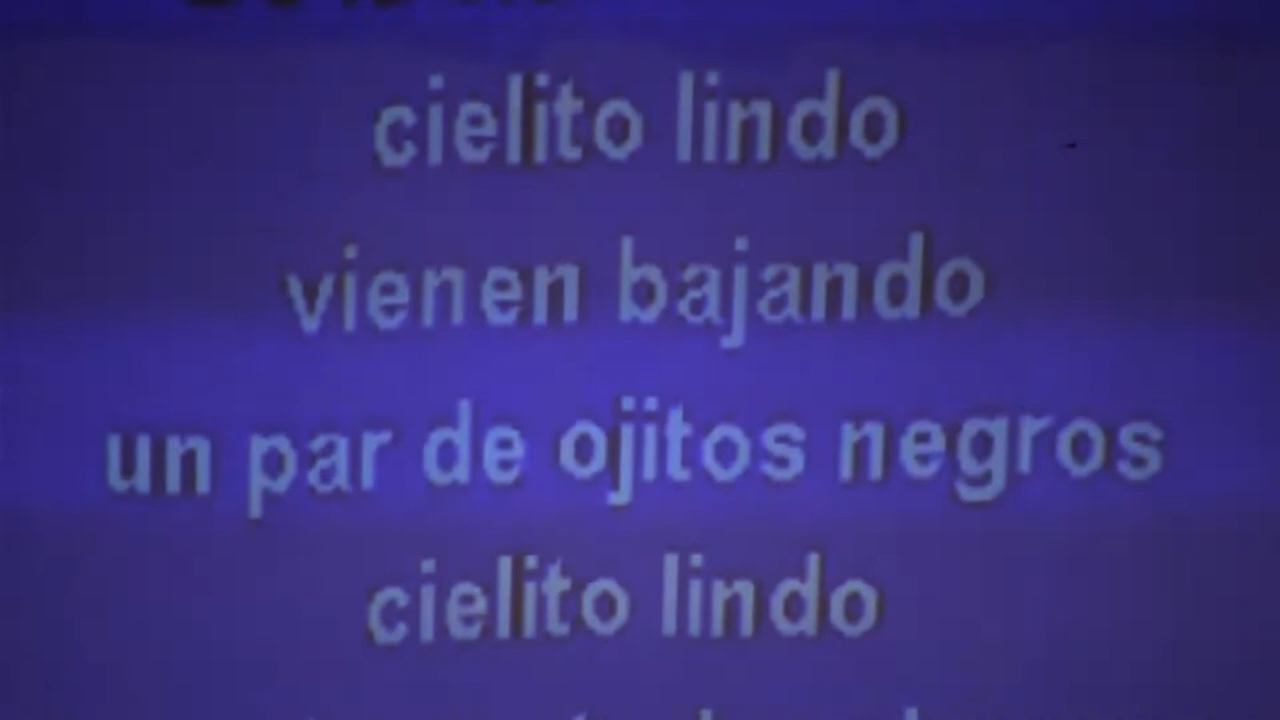 cielito lindo
vienen bajando
un par de ojitos negros
cielito lindo